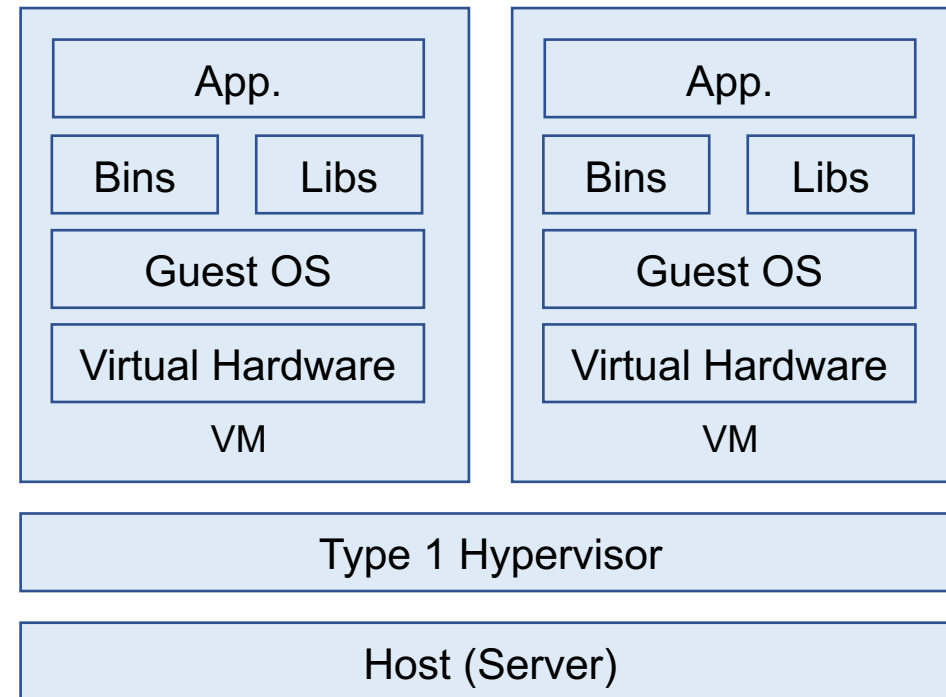 App.
Bins Libs
Guest OS
Virtual Hardware
VM
App.
Bins Libs
Guest OS
Virtual Hardware
VM
Type 1 Hypervisor
Host (Server)